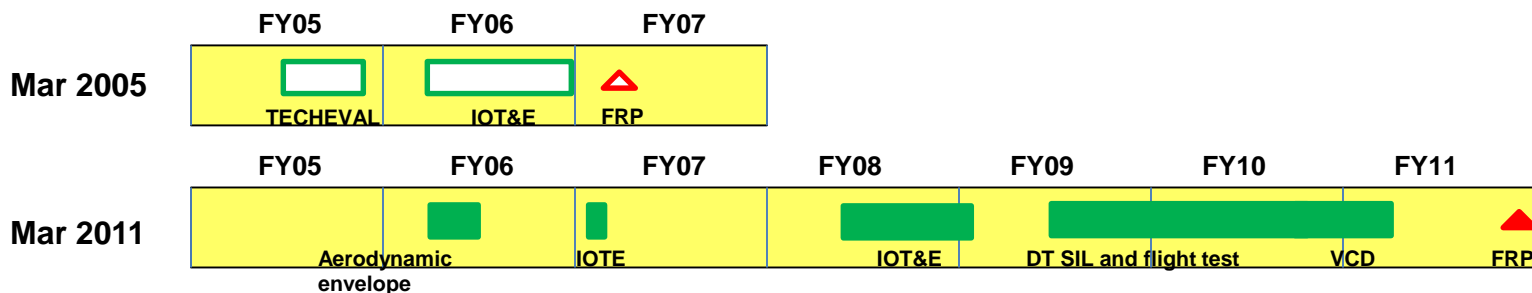 FY05 FY06 FY07
Mar 2005
TECHEVAL IOT&E FRP
FY05 FY06 FY07 FY08 FY09 FY10 FY11
Mar 2011
Aerodynamic envelope IOTE IOT&E DT SIL and flight test VCD FRP